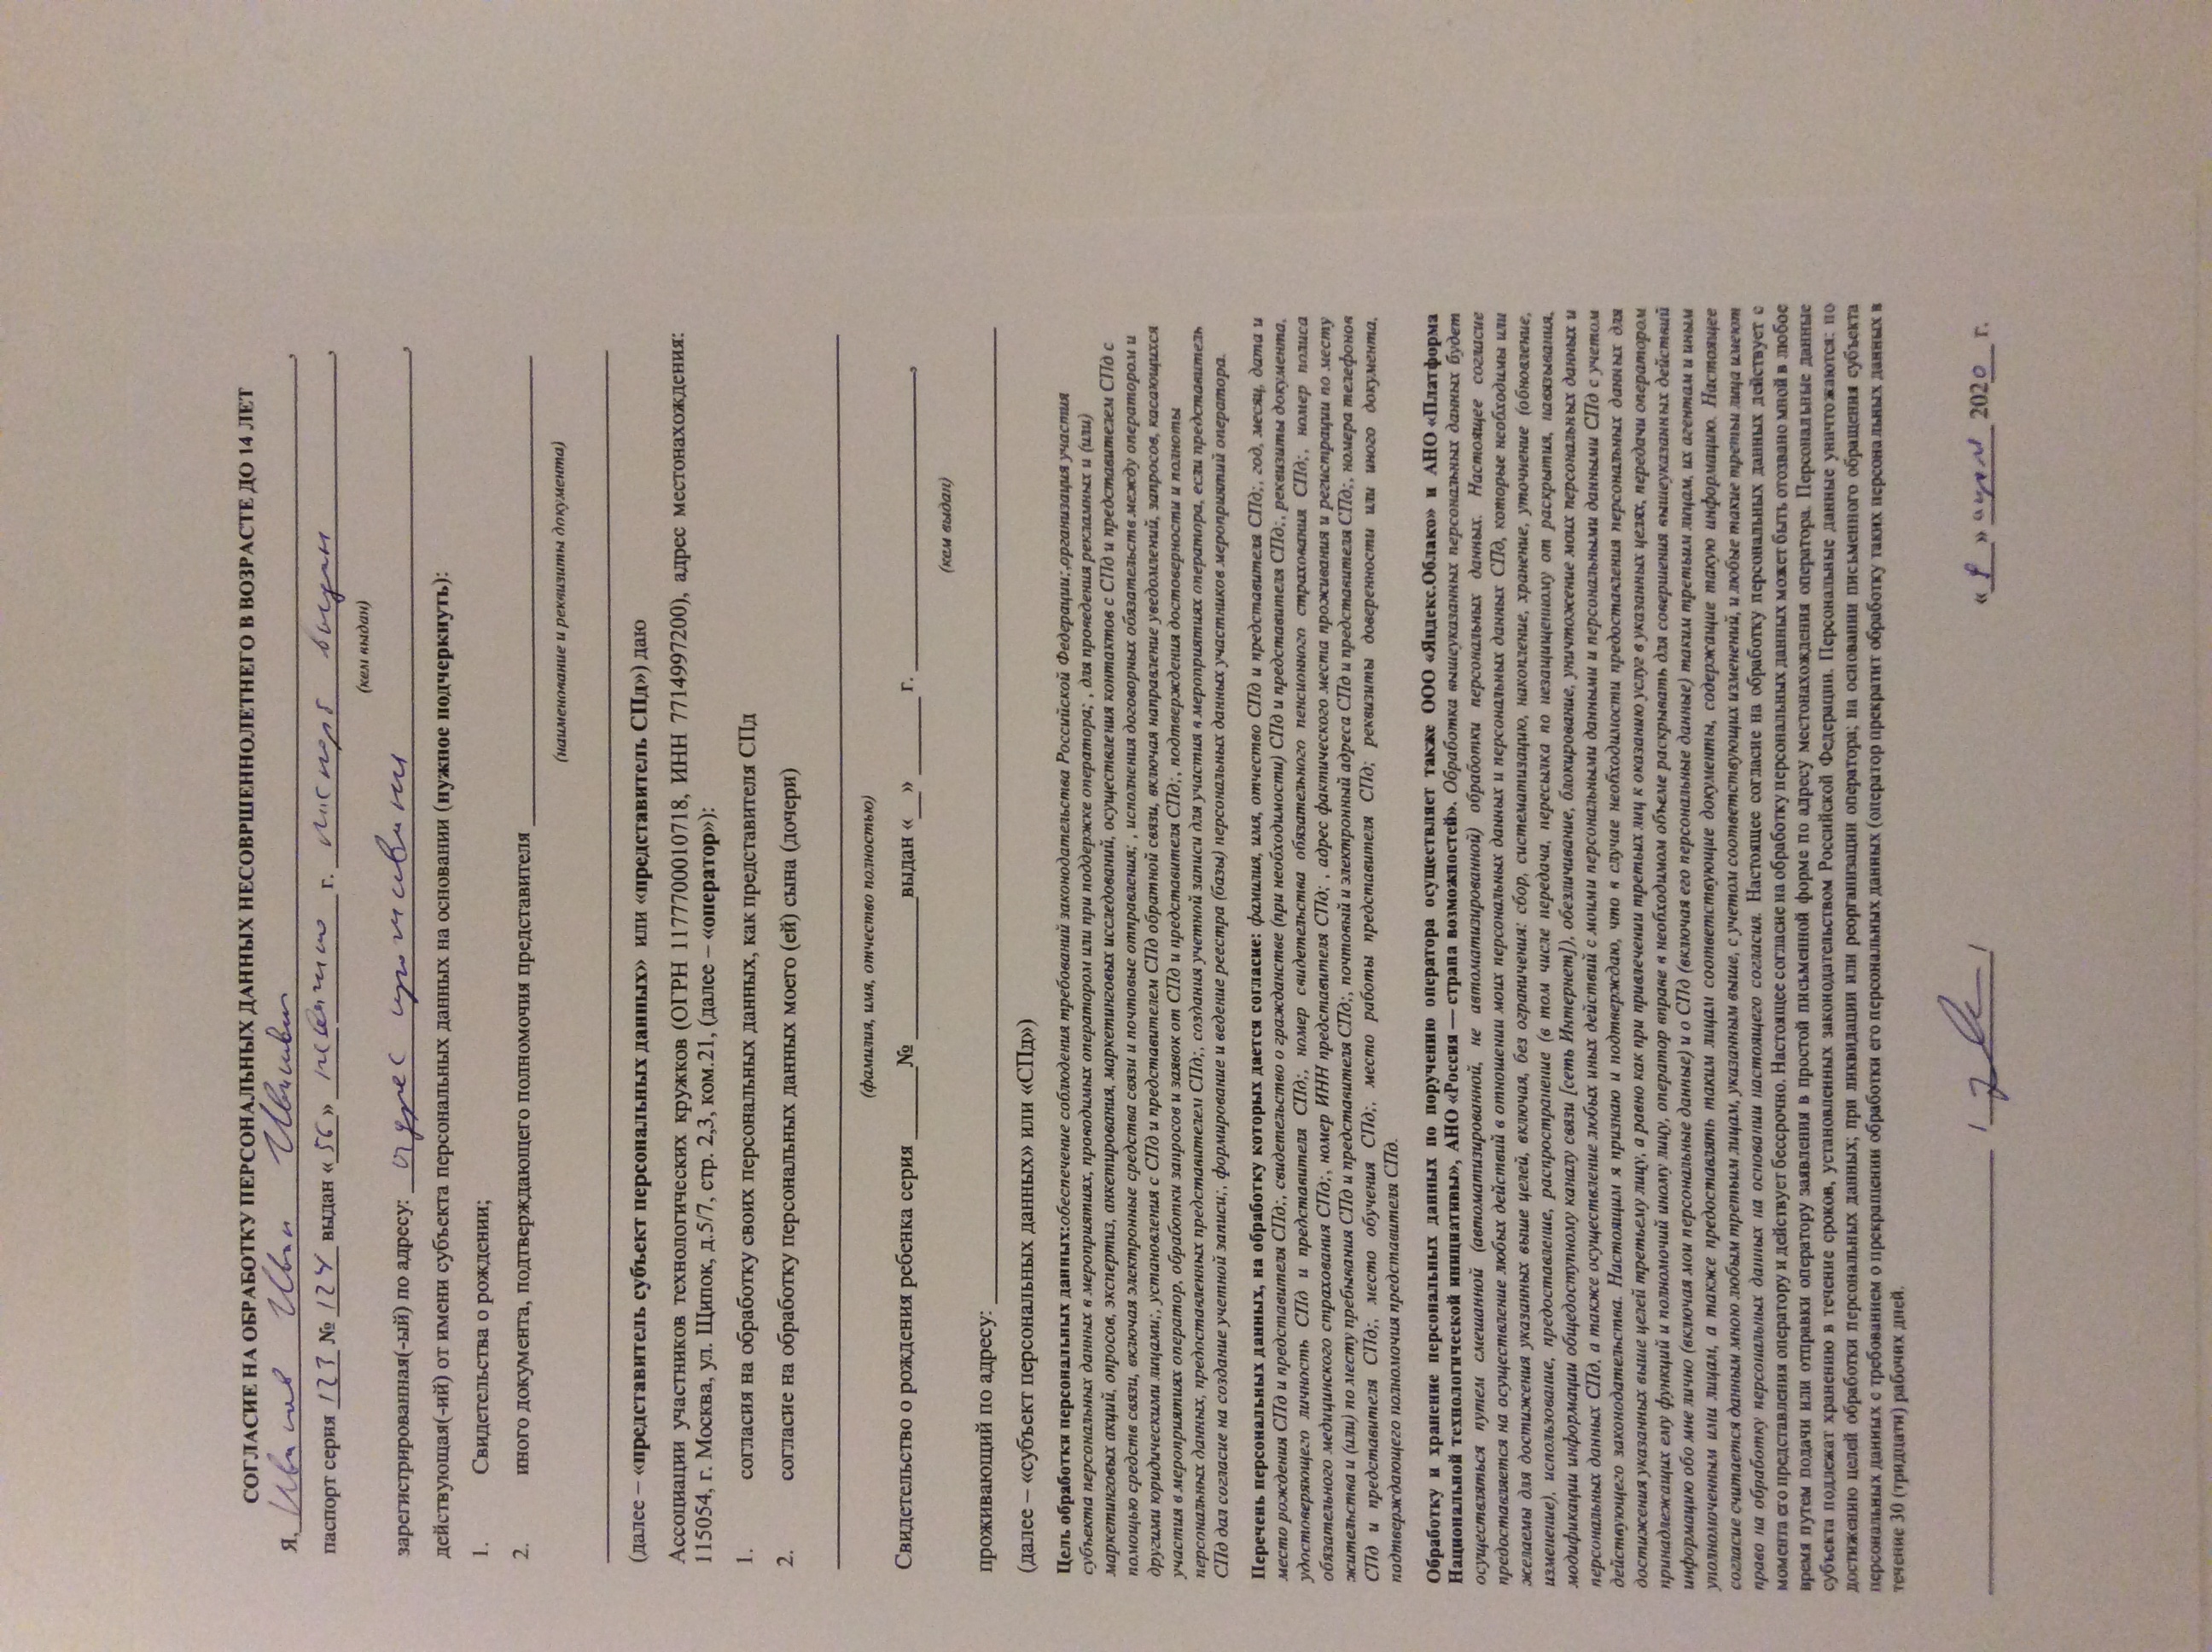 СОГЛАСИЕ НА ОБРАБОТКУ ПЕРСОНАЛЬНЫХ ДАННЫХ НЕСОВРШЕННОЛЕТНЕГО В ВОЗРАСТЕ ДО 14 ЛЕТ
Я, Иванов Иван Иванович,
паспорт серия 123 № 124 выдан «56» неважно г. паспорт выдан,
(кем выдан)
зарегистрированная(-ый) по адресу: адрес проживания,
действующая(-ий) от имени субъекта персональных данных на основании (нужное подчеркнуть):
1. Свидетельства о рождении;
2. иного документа, подтверждающего полномочия представителя
(наименование и реквизиты документа)
(далее – «представитель субъект персональных данных» или «представитель СПд») даю
Ассоциации участников технологических кружков (ОГРН 1177700010718, ИНН 7714997200), адрес местонахождения:
115054, г. Москва, ул. Щипок, д.5/7, стр. 2,3, ком.21, (далее – «оператор»):
1. согласия на обработку своих персональных данных, как представителя СПд
2. согласие на обработку персональных данных моего (ей) сына (дочери)
(фамилия, имя, отчество полностью)
Свидетельство о рождения ребенка серия ______№ ____________выдан «__» ______ г. ________________________,
(кем выдан)
проживающий по адресу:
(далее – «субъект персональных данных» или «СПд»)
Цель обработки персональных данных:обеспечение соблюдения требований законодательства Российской Федерации;,организация участия
субъекта персональных данных в мероприятиях, проводимых оператором или при поддержке оператора; , для проведения рекламных и (или)
маркетинговых акций, опросов, экспертиз, анкетирования, маркетинговых исследований, осуществления контактов с СПд и представителем СПд с
помощью средств связи, включая электронные средства связи и почтовые отправления; , исполнения договорных обязательств между оператором и
другими юридическими лицами;, установления с СПд и представителем СПд обратной связи, включая направление уведомлений, запросов, касающихся
участия в мероприятиях оператор, обработки запросов и заявок от СПд и представителя СПд;, подтверждения достоверности и полноты
персональных данных, предоставленных представителем СПд;, создания учетной записи для участия в мероприятиях оператора, если представитель
СПд дал согласие на создание учетной записи;, формирование и ведение реестра (базы) персональных данных участников мероприятий оператора.
Перечень персональных данных, на обработку которых дается согласие: фамилия, имя, отчество СПд и представителя СПд;, год, месяц, дата и
место рождения СПд и представителя СПд;, свидетельство о гражданстве (при необходимости) СПд и представителя СПд;, реквизиты документа,
удостоверяющего личность СПд и представителя СПд;, номер свидетельства обязательного пенсионного страхования СПд;, номер полиса
обязательного медицинского страхования СПд;, номер ИНН представителя СПд; , адрес фактического места проживания и регистрации по месту
жительства и (или) по месту пребывания СПд и представителя СПд;, почтовый и электронный адреса СПд и представителя СПд;, номера телефонов
СПд и представителя СПд;, место обучения СПд;, место работы представителя СПд; реквизиты доверенности или иного документа,
подтверждающего полномочия представителя СПд.
Обработку и хранение персональных данных по поручению оператора осуществляет также ООО «Яндекс.Облако» и АНО «Платформа
Национальной технологической инициативы», АНО «Россия — страна возможностей». Обработка вышеуказанных персональных данных будет
осуществляться путем смешанной (автоматизированной, не автоматизированной) обработки персональных данных. Настоящее согласие
предоставляется на осуществление любых действий в отношении моих персональных данных и персональных данных СПд, которые необходимы или
желаемы для достижения указанных выше целей, включая, без ограничения: сбор, систематизацию, накопление, хранение, уточнение (обновление,
изменение), использование, предоставление, распространение (в том числе передача, пересылка по незащищенному от раскрытия, навязывания,
модификации информации общедоступному каналу связи [сеть Интернет]), обезличивание, блокирование, уничтожение моих персональных данных и
персональных данных СПд, а также осуществление любых иных действий с моими персональными данными и персональными данными СПд с учетом
действующего законодательства. Настоящим я признаю и подтверждаю, что в случае необходимости предоставления персональных данных для
достижения указанных выше целей третьему лицу, а равно как при привлечении третьих лиц к оказанию услуг в указанных целях, передачи оператором
принадлежащих ему функций и полномочий иному лицу, оператор вправе в необходимом объеме раскрывать для совершения вышеуказанных действий
информацию обо мне лично (включая мои персональные данные) и о СПд (включая его персональные данные) таким третьим лицам, их агентам и иным
уполномоченным ими лицам, а также предоставлять таким лицам соответствующие документы, содержащие такую информацию. Настоящее
согласие считается данным мною любым третьим лицам, указанным выше, с учетом соответствующих изменений, и любые такие третьи лица имеют
право на обработку персональных данных на основании настоящего согласия. Настоящее согласие на обработку персональных данных действует с
момента его представления оператору и действует бессрочно. Настоящее согласие на обработку персональных данных может быть отозвано мной в любое
время путем подачи или отправки оператору заявления в простой письменной форме по адресу местонахождения оператора. Персональные данные
субъекта подлежат хранению в течение сроков, установленных законодательством Российской Федерации. Персональные данные уничтожаются: по
достижению целей обработки персональных данных; при ликвидации или реорганизации оператора; на основании письменного обращения субъекта
персональных данных с требованием о прекращении обработки его персональных данных (оператор прекратит обработку таких персональных данных в
течение 30 (тридцати) рабочих дней.
« » апреля 2020 г.